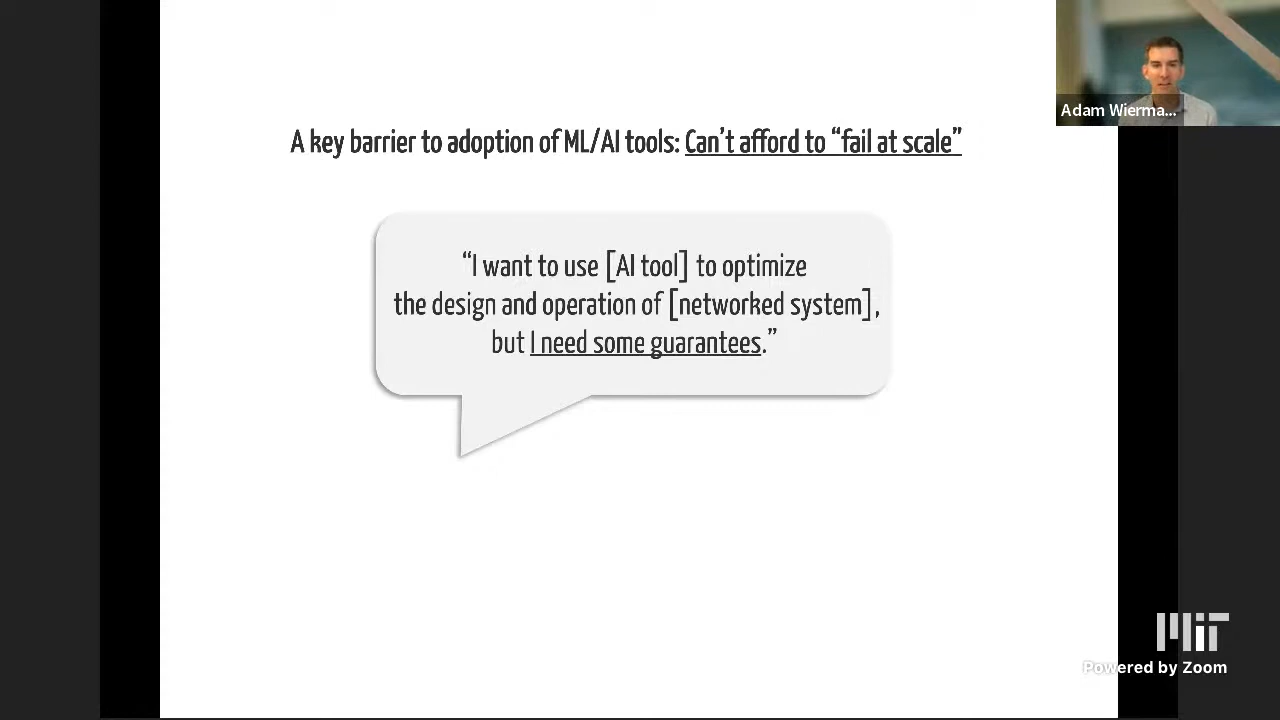 Adam Wierma...
A key barrier to adoption of ML/AI tools: Can't afford to “fail at scale”
“I want to use [AI tool] to optimize
the design and operation of [networked system],
but I need some guarantees.”
MIT
Powered by Zoom